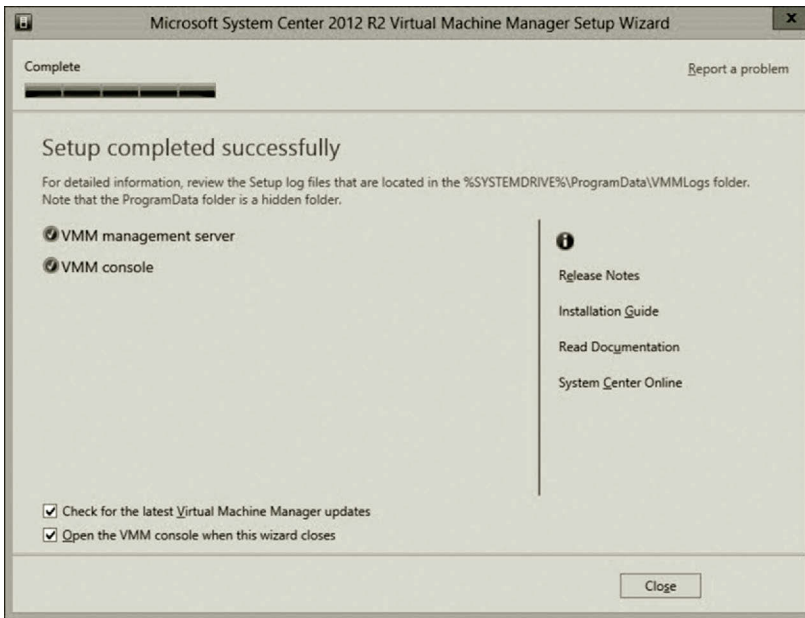 Microsoft System Center 2012 R2 Virtual Machine Manager Setup Wizard
x
Complete
Report a problem
Setup completed successfully
For detailed information, review the Setup log files that are located in the %SYSTEMDRIVE%\ProgramData\VMMLogs folder.
Note that the ProgramData folder is a hidden folder.
VMM management server
VMM console
Release Notes
Installation Guide
Read Documentation
System Center Online
Check for the latest Virtual Machine Manager updates
Open the VMM console when this wizard closes
Close